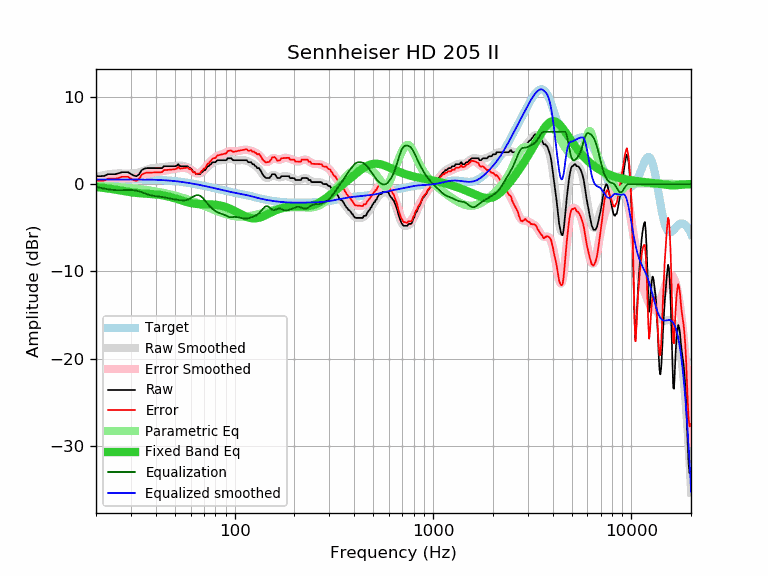 Sennheiser HD 205 II
10
0
−10
−20
−30
Amplitude (dBr)
Target
Raw Smoothed
Error Smoothed
Raw
Error
Parametric Eq
Fixed Band Eq
Equalization
Equalized smoothed
100
1000
10000
Frequency (Hz)